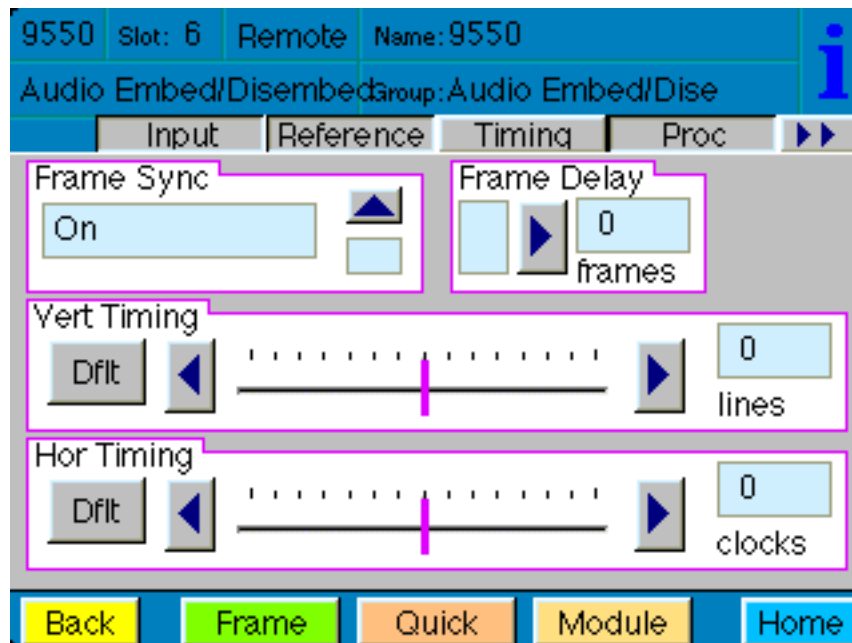 9550 Slot: 6 Remote Name: 9550
Audio Embed/Disembed Group: Audio Embed/Dise
i
Input Reference Timing Proc
Frame Sync
On
Frame Delay
0
frames
Vert Timing
Dflt
0
lines
Hor Timing
Dflt
0
clocks
Back Frame Quick Module Home